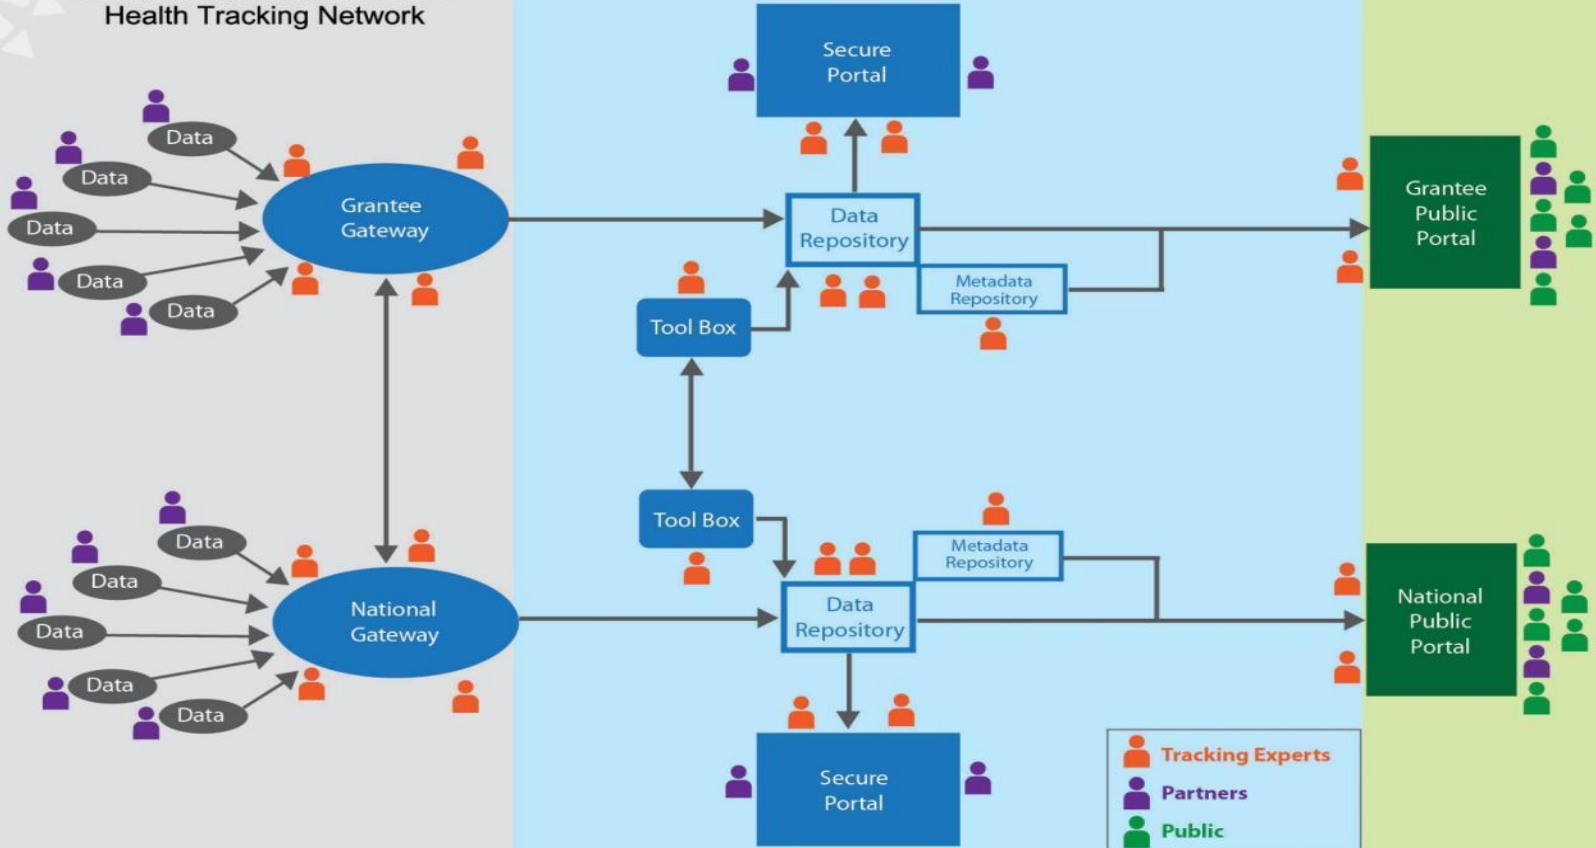 Health Tracking Network
Secure
Portal
Data
Data
Data
Data
Data
Grantee
Gateway
Data
Repository
Metadata
Repository
Tool Box
Grantee
Public
Portal
Tool Box
Data
Data
Data
Data
Data
National
Gateway
Metadata
Repository
Data
Repository
National
Public
Portal
Secure
Portal
Tracking Experts
Partners
Public